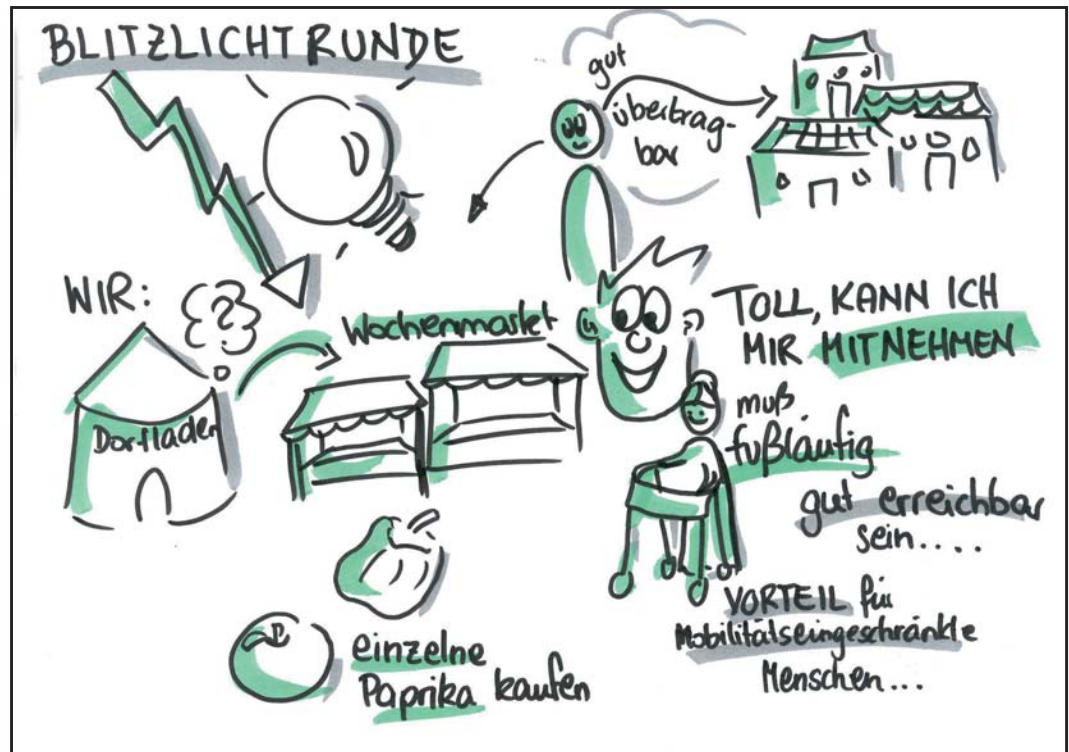 BLITZLICHTRUNDE
gut
übertrag-
bar
WIR:
?
Dorfladen
Wochenmarkt
TOLL, KANN ICH
MIR MITNEHMEN
muß
fußläufig
gut erreichbar
sein....
VORTEIL für
Mobilitätseingeschränkte
Menschen...
einzelne
Paprika kaufen